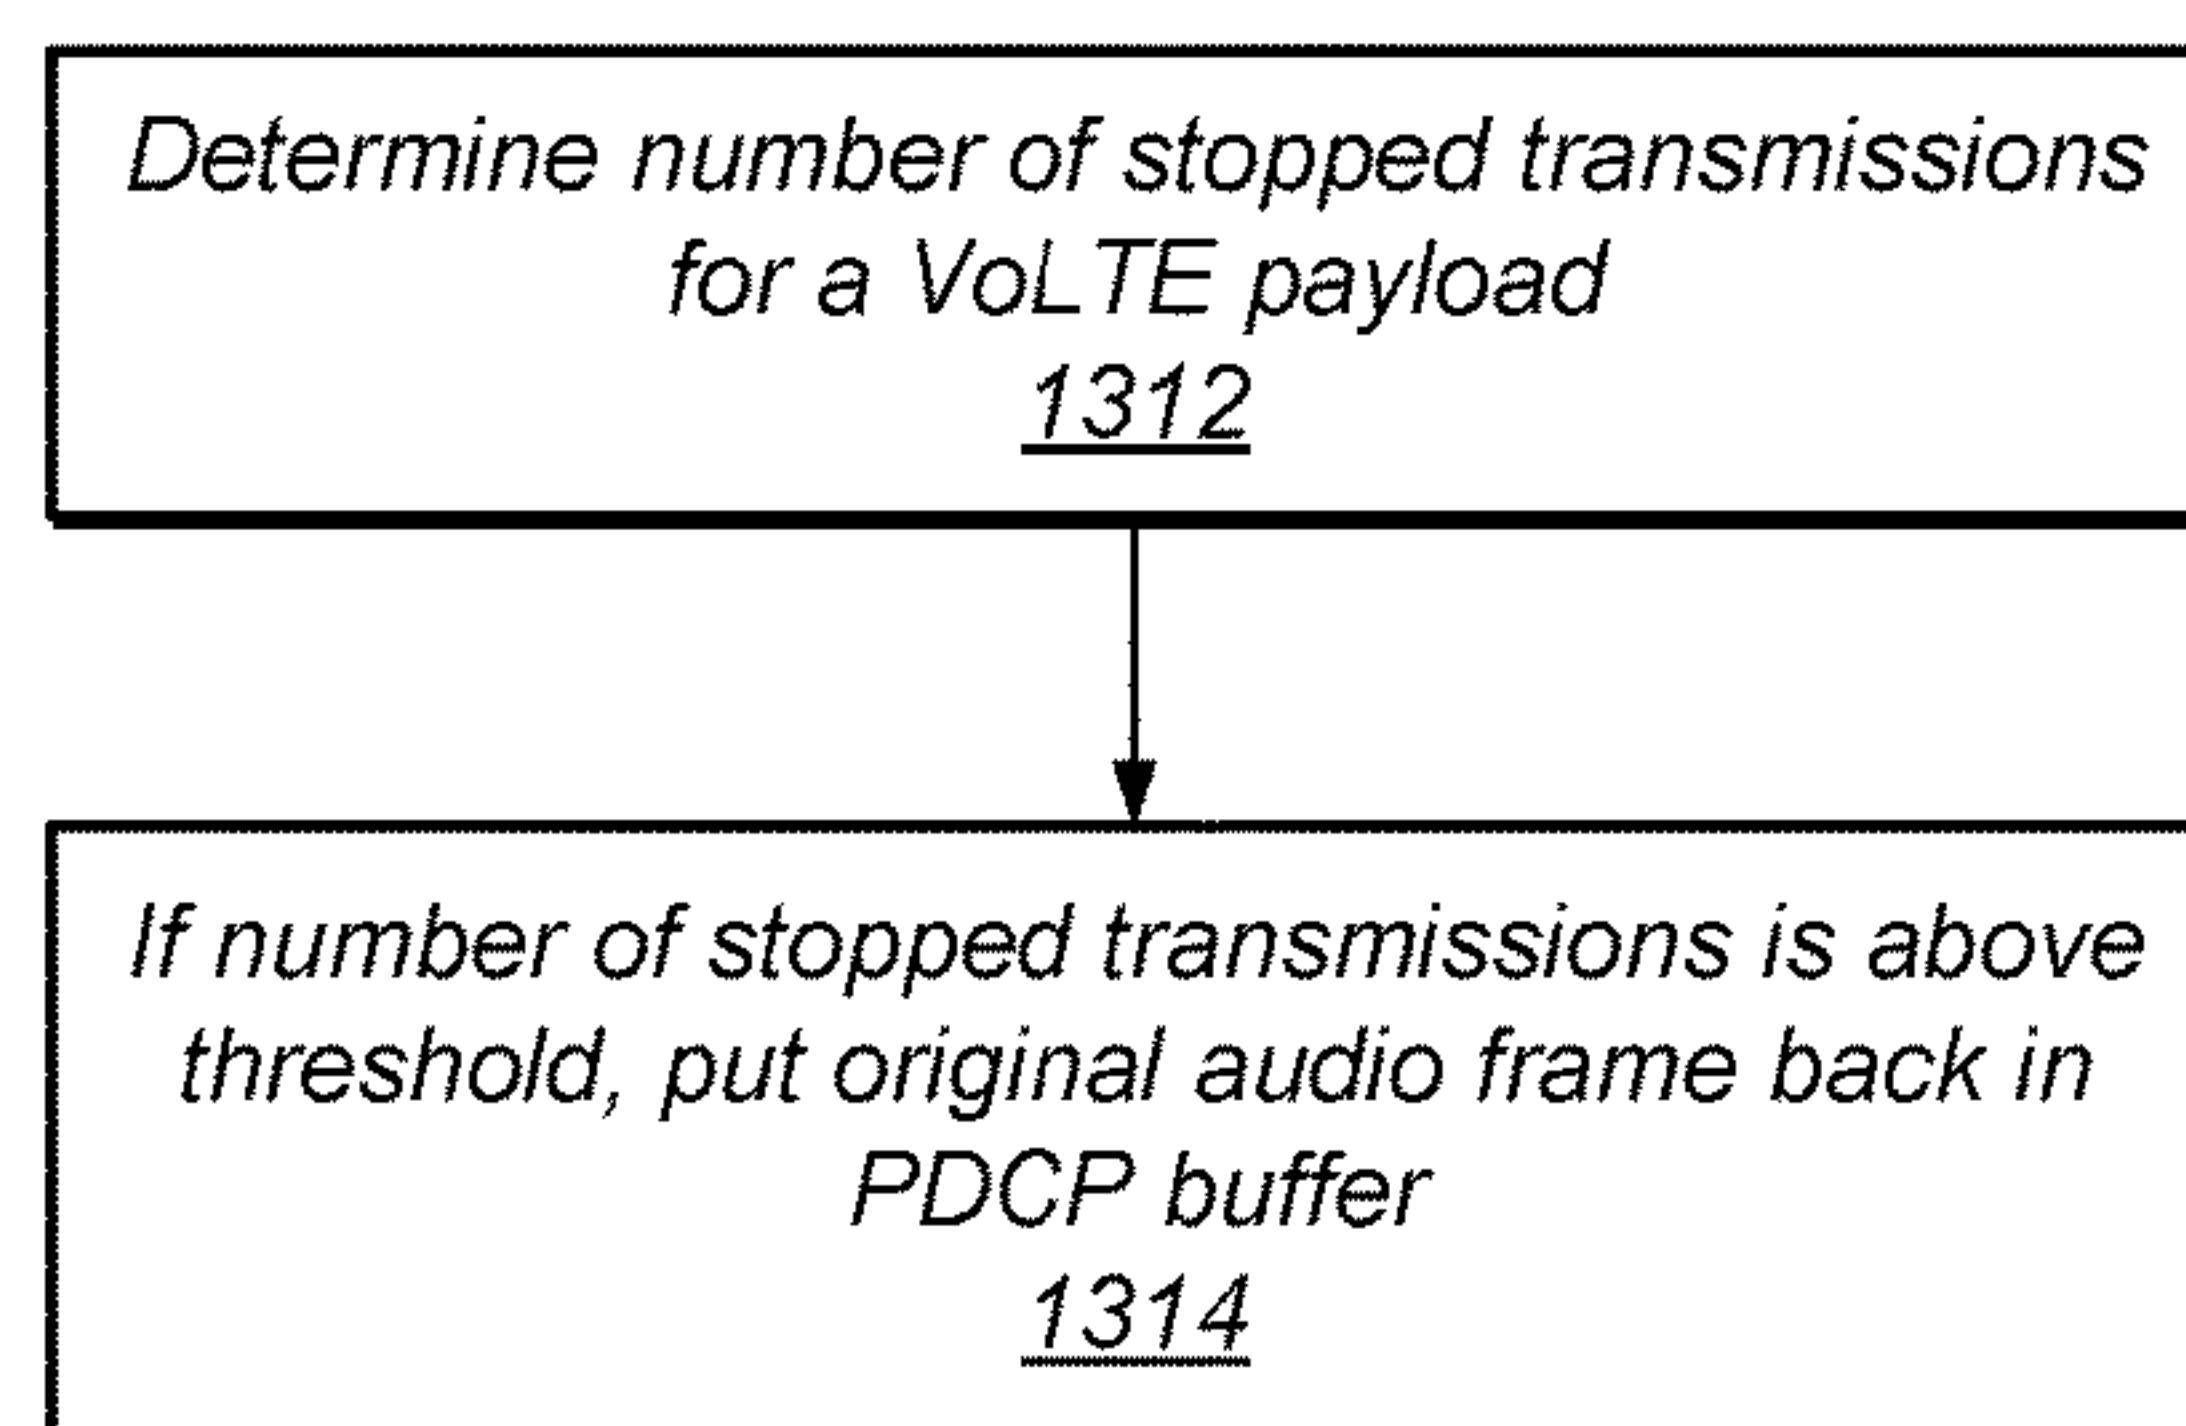 Determine number of stopped transmissions
for a VoLTE payload
1312
If number of stopped transmissions is above
threshold, put original audio frame back in
PDCP buffer
1314